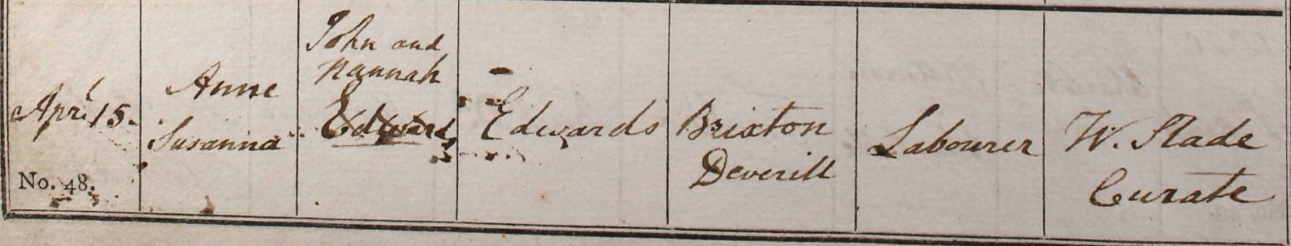 Apr 15.
No. 48.
Anne
Susanna
John and
Hannah
Edwards
Edwards
Brixton
Deverill
Labourer
W. Slade
Curate